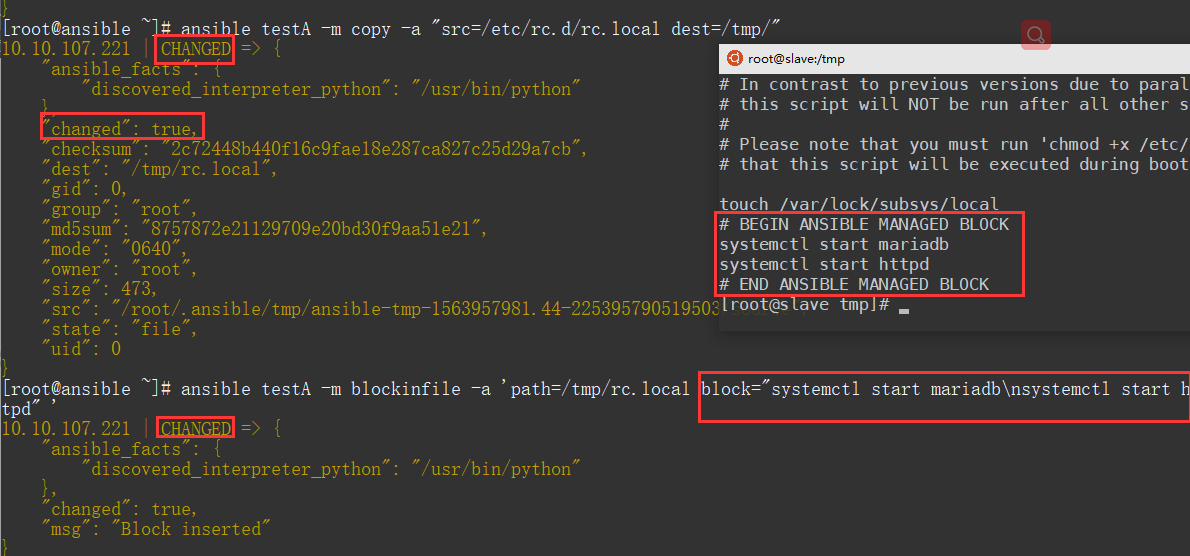 }
[root@ansible ~]# ansible testA -m copy -a "src=/etc/rc.d/rc.local dest=/tmp/"
10.10.107.221 | CHANGED => {
    "ansible_facts": {
        "discovered_interpreter_python": "/usr/bin/python"
    },
    "changed": true,
    "checksum": "2c72448b440f16c9fae18e287ca827c25d29a7cb",
    "dest": "/tmp/rc.local",
    "gid": 0,
    "group": "root",
    "md5sum": "8757872e21129709e20bd30f9aa51e21",
    "mode": "0640",
    "owner": "root",
    "size": 473,
    "src": "/root/.ansible/tmp/ansible-tmp-1563957981.44-225395790519503
    "state": "file",
    "uid": 0
}
[root@ansible ~]# ansible testA -m blockinfile -a 'path=/tmp/rc.local block="systemctl start mariadb\nsystemctl start h
tpd" '
10.10.107.221 | CHANGED => {
    "ansible_facts": {
        "discovered_interpreter_python": "/usr/bin/python"
    },
    "changed": true,
    "msg": "Block inserted"
}
root@slave:/tmp
# In contrast to previous versions due to paral
# this script will NOT be run after all other s
#
# Please note that you must run 'chmod +x /etc/
# that this script will be executed during boot
touch /var/lock/subsys/local
# BEGIN ANSIBLE MANAGED BLOCK
systemctl start mariadb
systemctl start httpd
# END ANSIBLE MANAGED BLOCK
[root@slave tmp]#